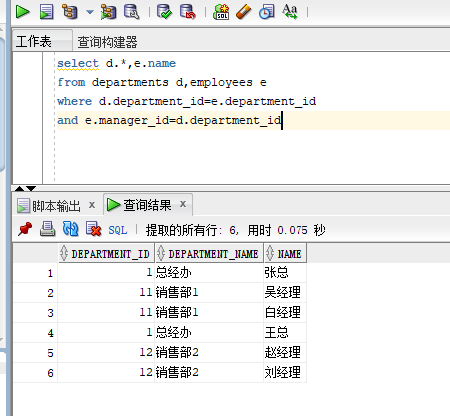 SQL
Aa
工作表 查询构建器
select d.*,e.name
from departments d,employees e
where d.department_id=e.department_id
and e.manager_id=d.department_id
脚本输出 x 查询结果 x
SQL | 提取的所有行: 6, 用时 0.075 秒
DEPARTMENT_ID DEPARTMENT_NAME NAME
1 1 总经办 张总
2 11 销售部1 吴经理
3 11 销售部1 白经理
4 1 总经办 王总
5 12 销售部2 赵经理
6 12 销售部2 刘经理